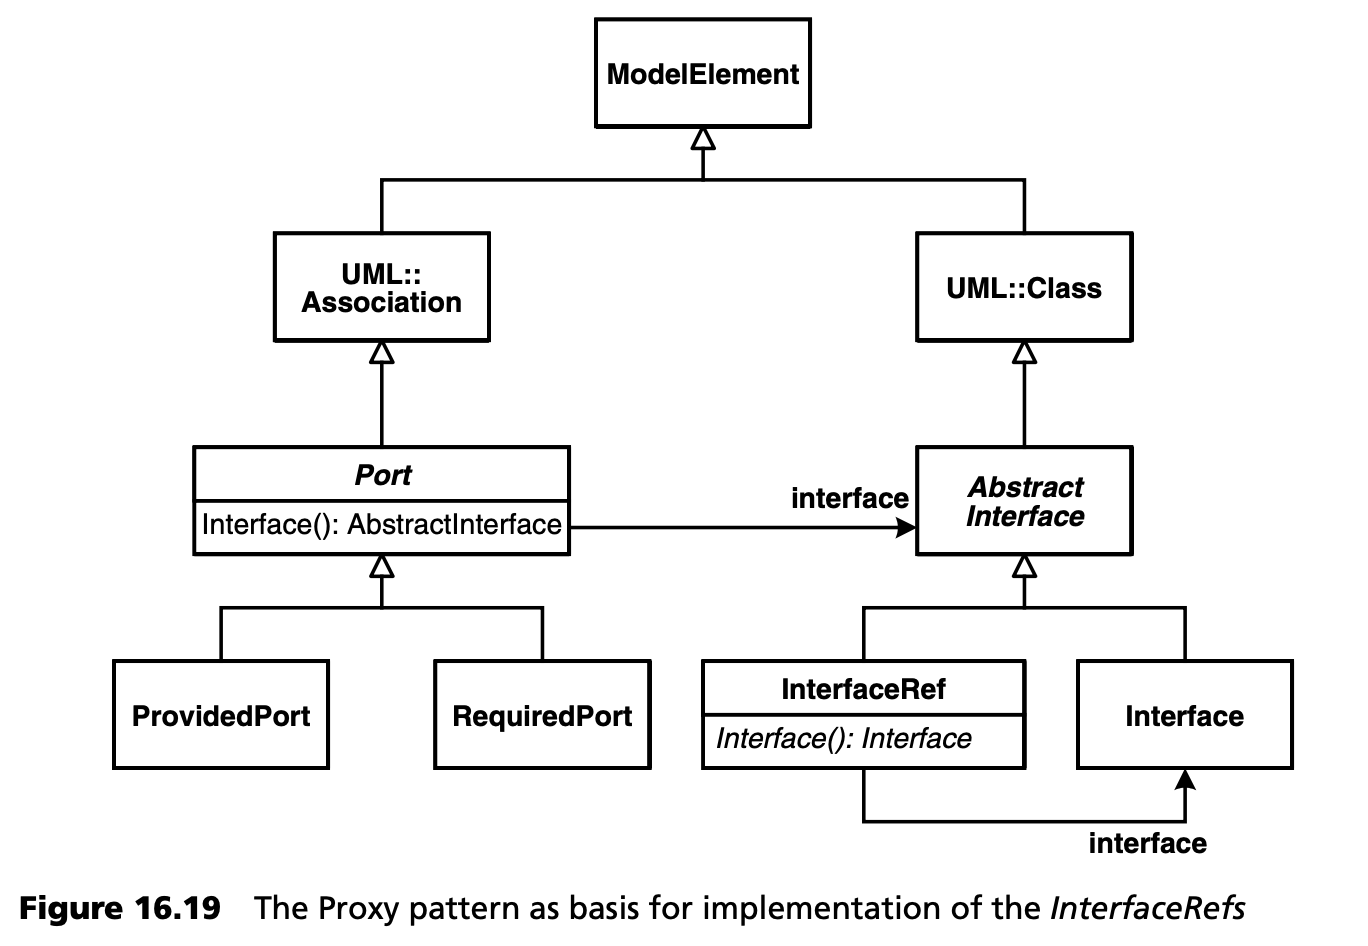 ModelElement
UML::
Association
UML::Class
Port
Interface(): AbstractInterface
interface
Abstract
Interface
ProvidedPort
RequiredPort
InterfaceRef
Interface(): Interface
Interface
interface
Figure 16.19 The Proxy pattern as basis for implementation of the InterfaceRefs